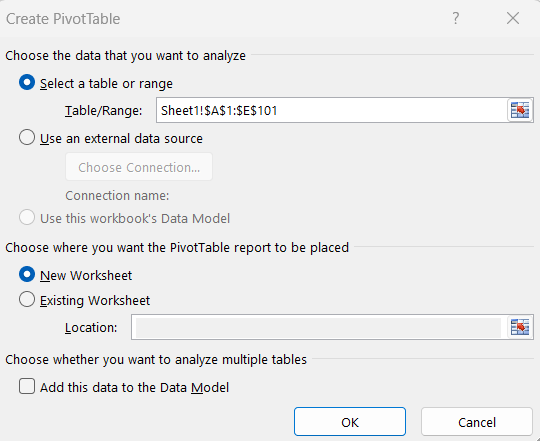 Create PivotTable
?
Choose the data that you want to analyze
Select a table or range
Table/Range: Sheet1!$A$1:$E$101
Use an external data source
Choose Connection...
Connection name:
Use this workbook's Data Model
Choose where you want the PivotTable report to be placed
New Worksheet
Existing Worksheet
Location:
Choose whether you want to analyze multiple tables
Add this data to the Data Model
OK Cancel